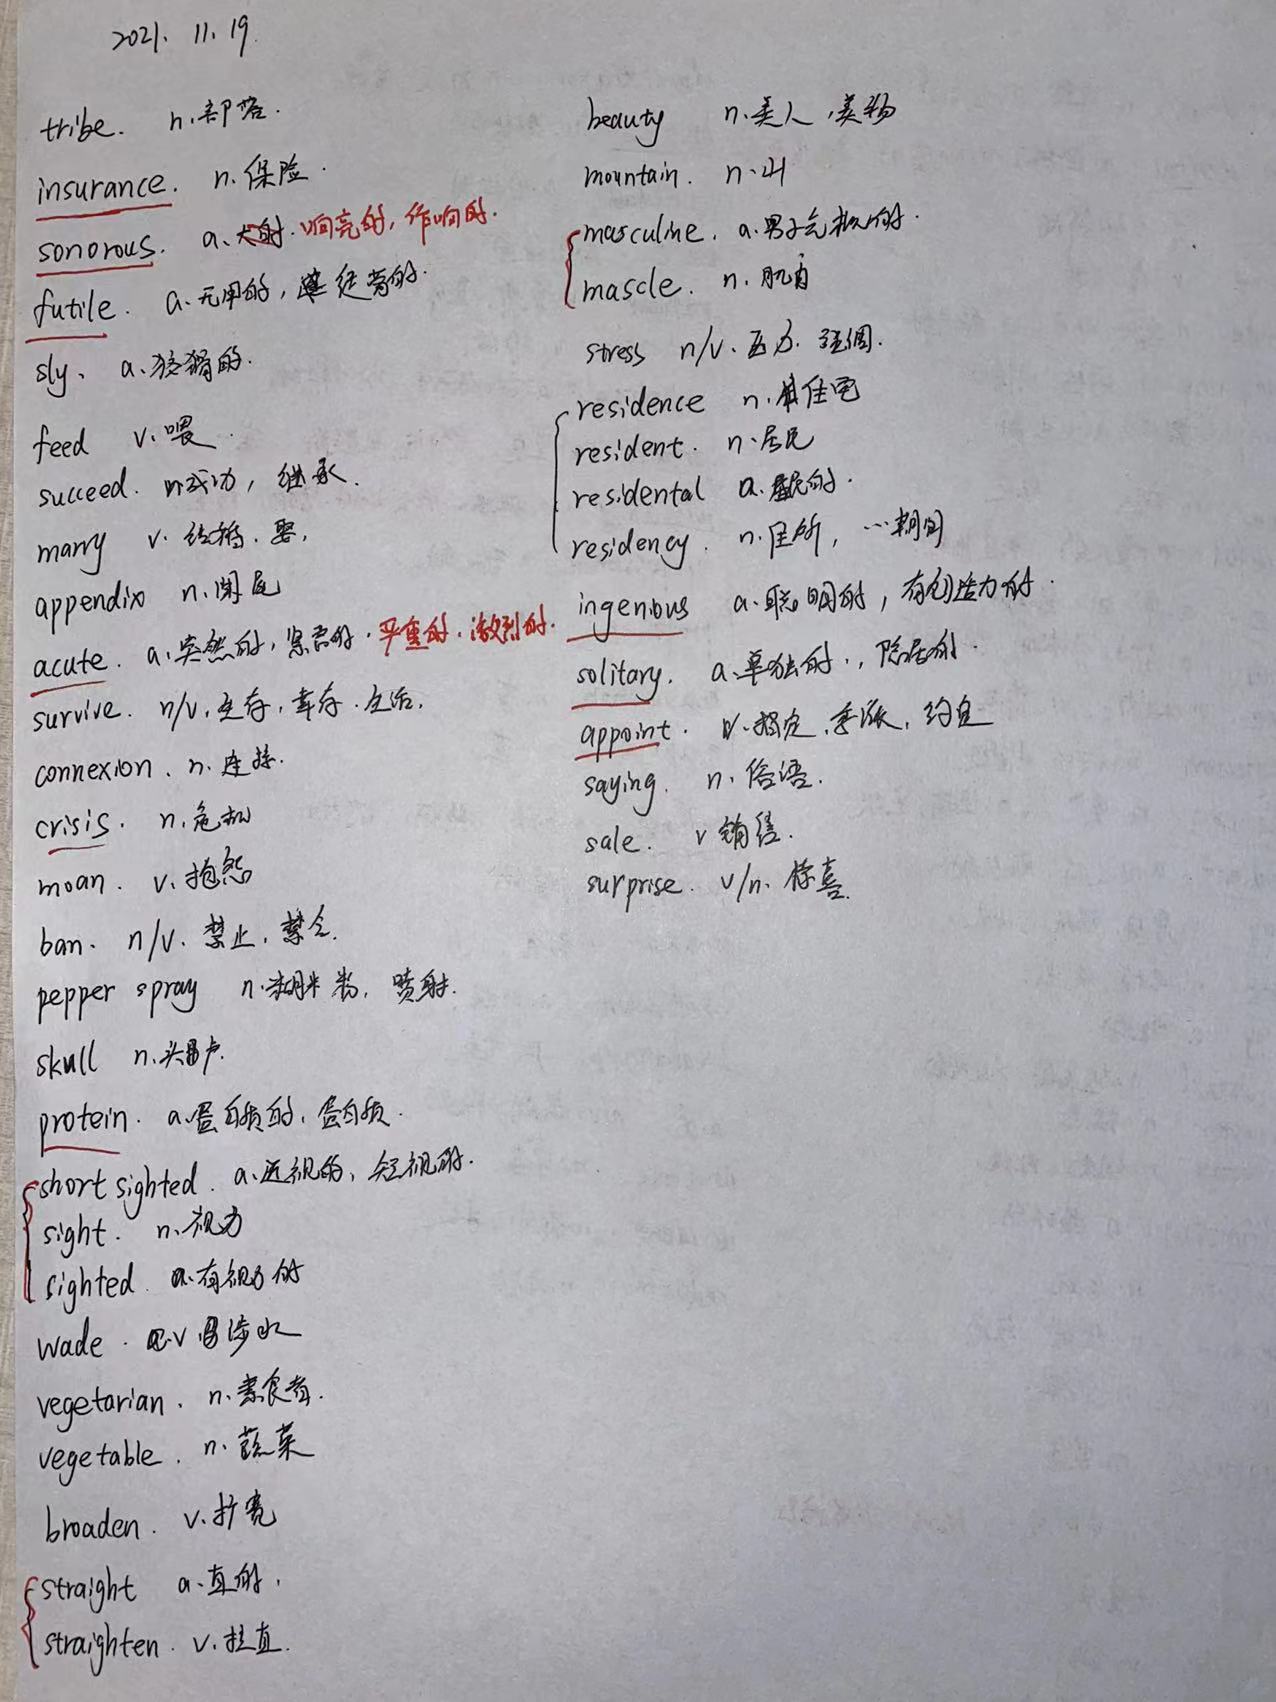 2021. 11. 19.
tribe. n. 部落.
insurance. n. 保险.
sonorous. a. 响亮的, 作响的.
futile. a. 无用的,
sly. a. 狡猾的.
feed v. 喂.
succeed. 成功, 继承.
marry v. 结婚. 娶.
appendix n. 阑尾
acute. a. 突然的, 紧急的. 严重的. 激烈的.
survive. n/v. 生存, 幸存. 生活.
connexion. n. 连接.
crisis. n. 危机
moan. v. 抱怨
ban. n/v. 禁止, 禁令.
pepper spray n. 胡椒粉, 喷射.
skull n. 头颅.
protein. a. 蛋白质的, 蛋白质.
short sighted. a. 近视的, 短视的.
sight. n. 视力
sighted a. 有视力的
wade. v 涉水
vegetarian. n. 素食者.
vegetable. n. 蔬菜
broaden. v. 扩宽
straight a. 直的.
straighten. v. 拉直.
beauty n. 美人, 美物
mountain. n. 山
masculine. a. 男子气概的.
mascle. n. 肌肉
stress n/v. 压力. 强调.
residence n. 住宅
resident. n. 居民
residental a. 居民的.
residency. n. 住所, …期间
ingenious a. 聪明的, 有创造力的.
solitary. a. 单独的., 隐居的.
appoint. v. 指定, 委派, 约定
saying. n. 俗语.
sale. v 销售.
surprise. v/n. 惊喜.